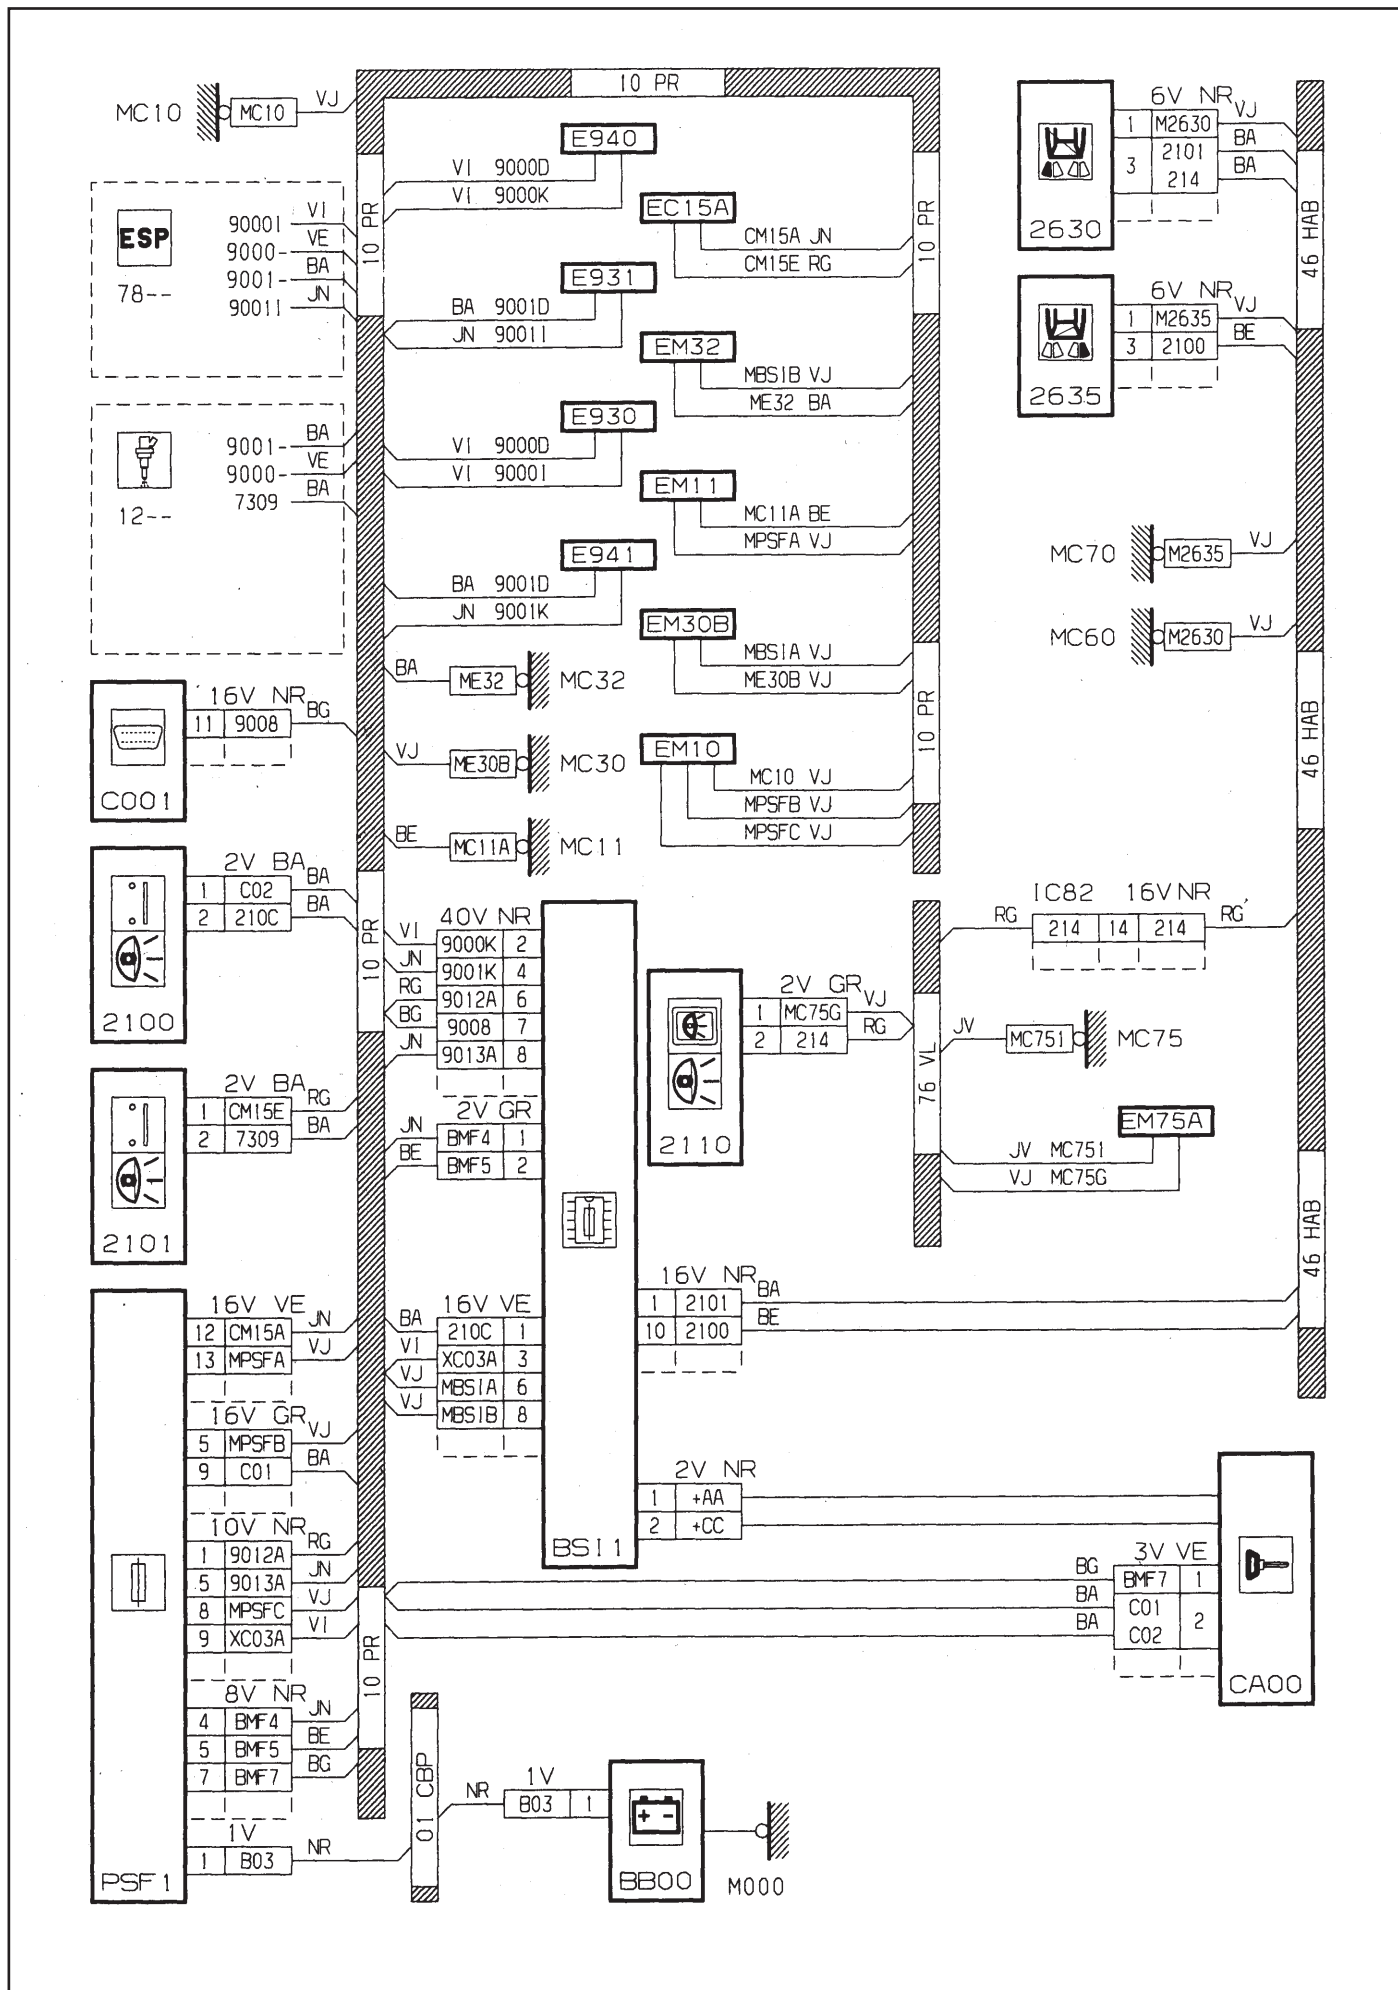 10 PR
MC10
MC10
VJ
E940
VI 9000D
VI 9000K
10 PR
ESP
78--
9000I VI
9000- VE
9001- BA
9001I JN
EC15A
CM15A JN
CM15E RG
10 PR
E931
BA 9001D
JN 9001I
EM32
MBSIB VJ
ME32 BA
12--
9001- BA
9000- VE
7309 BA
E930
VI 9000D
VI 9000I
EM11
MC11A BE
MPSFA VJ
E941
BA 9001D
JN 9001K
EM30B
MBSIA VJ
ME30B VJ
10 PR
BA ME32 MC32
VJ ME30B MC30
BE MC11A MC11
EM10
MC10 VJ
MPSFB VJ
MPSFC VJ
6V NR
1 M2630 VJ
3 2101 BA
214 BA
2630
46 HAB
6V NR
1 M2635 VJ
3 2100 BE
2635
MC70 M2635 VJ
MC60 M2630 VJ
46 HAB
16V NR
11 9008 BG
C001
2V BA
1 C02 BA
2 210C BA
2100
10 PR
2V BA
1 CM15E RG
2 7309 BA
2101
40V NR
VI 9000K 2
JN 9001K 4
RG 9012A 6
BG 9008 7
JN 9013A 8
2V GR
JN BMF4 1
BE BMF5 2
2V GR
1 MC75G VJ
2 214 RG
2110
76 VL
IC82 16V NR
RG 214 14 214 RG
JV MC751 MC75
EM75A
JV MC751
VJ MC75G
46 HAB
16V NR
1 2101 BA
10 2100 BE
16V VE
BA 210C 1
VI XC03A 3
VJ MBSIA 6
VJ MBSIB 8
2V NR
1 +AA
2 +CC
BSI1
16V VE
12 CM15A JN
13 MPSFA VJ
16V GR
5 MPSFB VJ
9 C01 BA
10V NR
1 9012A RG
5 9013A JN
8 MPSFC VJ
9 XC03A VI
8V NR
4 BMF4 JN
5 BMF5 BE
7 BMF7 BG
1V
1 B03 NR
PSF1
10 PR
3V VE
BG BMF7 1
BA C01 2
BA C02
CA00
01 CBP
1V
NR B03 1
BB00
M000